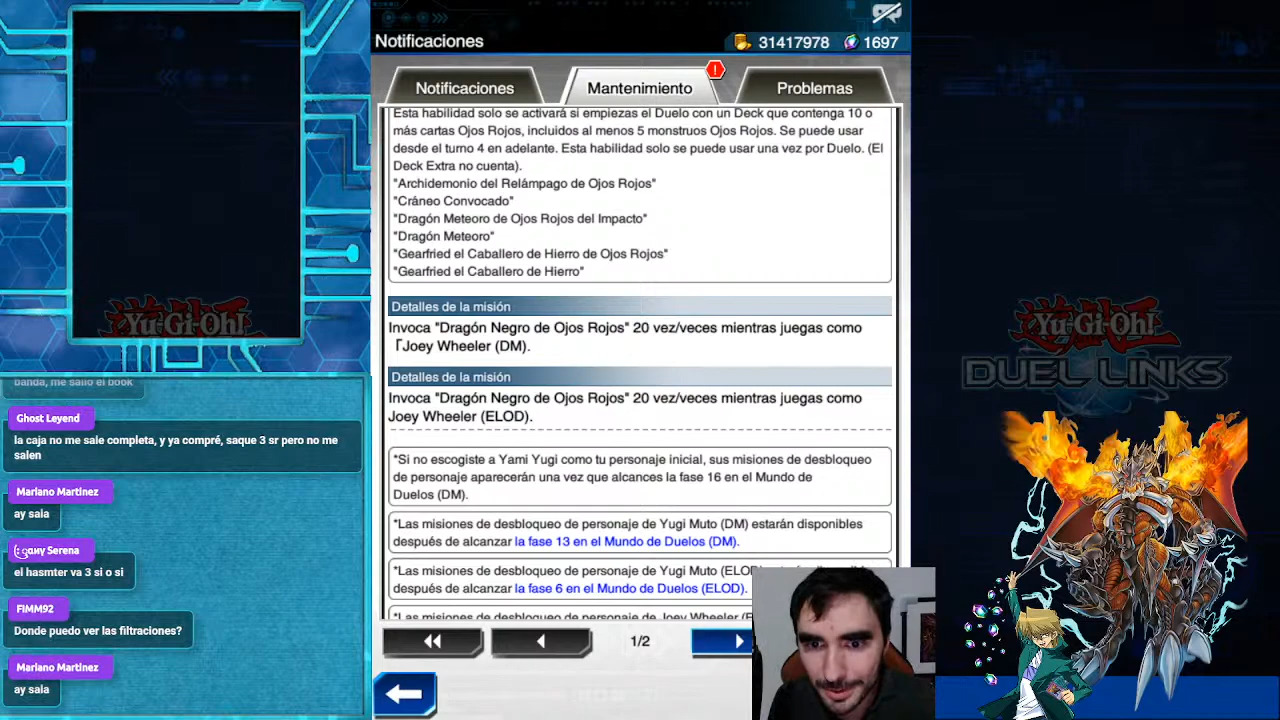 Notificaciones
31417978
1697
Notificaciones
Mantenimiento
!
Problemas
Esta habilidad solo se activará si empiezas el Duelo con un Deck que contenga 10 o
más cartas Ojos Rojos, incluidos al menos 5 monstruos Ojos Rojos. Se puede usar
desde el turno 4 en adelante. Esta habilidad solo se puede usar una vez por Duelo. (El
Deck Extra no cuenta).
"Archidemonio del Relámpago de Ojos Rojos"
"Cráneo Convocado"
"Dragón Meteoro de Ojos Rojos del Impacto"
"Dragón Meteoro"
"Gearfried el Caballero de Hierro de Ojos Rojos"
"Gearfried el Caballero de Hierro"
Detalles de la misión
Invoca "Dragón Negro de Ojos Rojos" 20 vez/veces mientras juegas como
「Joey Wheeler (DM).
Detalles de la misión
Invoca "Dragón Negro de Ojos Rojos" 20 vez/veces mientras juegas como
Joey Wheeler (ELOD).
*Si no escogiste a Yami Yugi como tu personaje inicial, sus misiones de desbloqueo
de personaje aparecerán una vez que alcances la fase 16 en el Mundo de
Duelos (DM).
*Las misiones de desbloqueo de personaje de Yugi Muto (DM) estarán disponibles
después de alcanzar la fase 13 en el Mundo de Duelos (DM).
*Las misiones de desbloqueo de personaje de Yugi Muto (ELOD)
después de alcanzar la fase 6 en el Mundo de Duelos (ELOD).
*Las misiones de desbloqueo de personaje de Joey Wheeler
1/2
Yu-Gi-Oh!
banda, me salio el book
Ghost Leyend
la caja no me sale completa, y ya compré, saque 3 sr pero no me
salen
Mariano Martinez
ay sala
Serena
el hasmter va 3 si o si
FIMM92
Donde puedo ver las filtraciones?
Mariano Martinez
ay sala
Yu-Gi-Oh!
DUEL LINKS